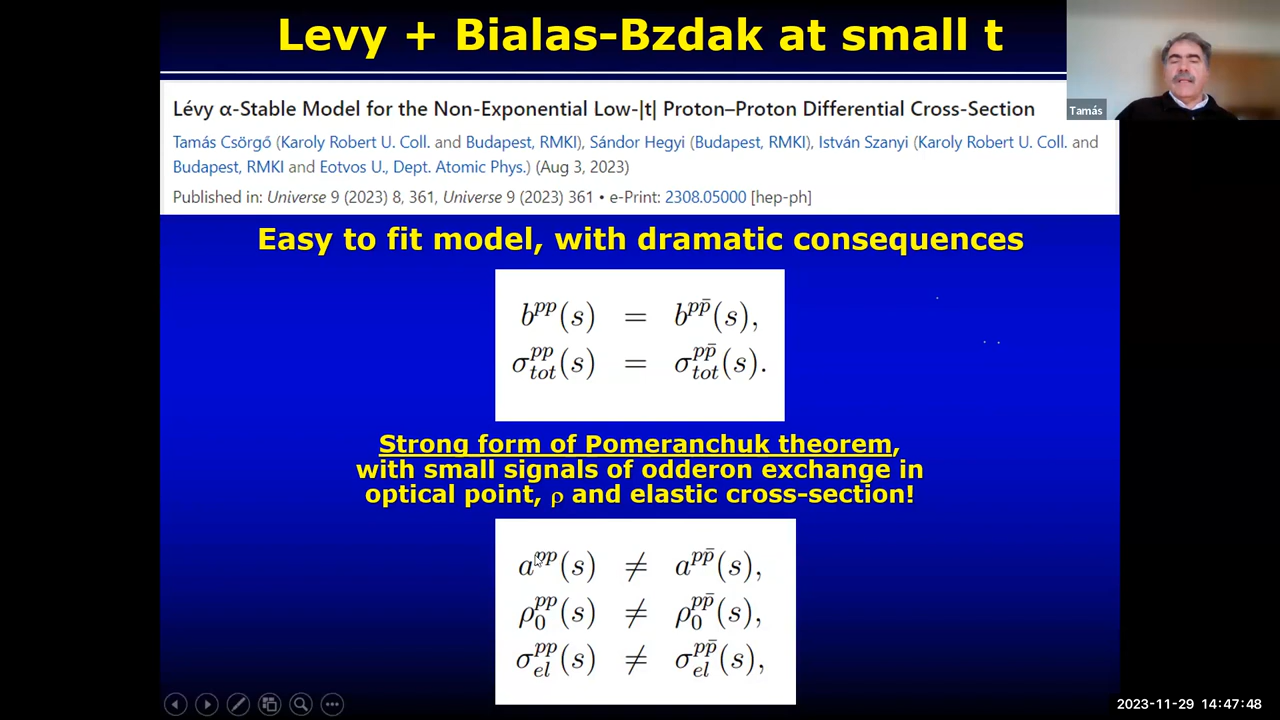 Levy + Bialas-Bzdak at small t
Tamás
Lévy α-Stable Model for the Non-Exponential Low-|t| Proton–Proton Differential Cross-Section
Tamás Csörgő (Karoly Robert U. Coll. and Budapest, RMKI), Sándor Hegyi (Budapest, RMKI), István Szanyi (Karoly Robert U. Coll. and
Budapest, RMKI and Eotvos U., Dept. Atomic Phys.) (Aug 3, 2023)
Published in: Universe 9 (2023) 8, 361, Universe 9 (2023) 361 • e-Print: 2308.05000 [hep-ph]
Easy to fit model, with dramatic consequences
b^{pp}(s) = b^{pp̄}(s),
σ_{tot}^{pp}(s) = σ_{tot}^{pp̄}(s).
Strong form of Pomeranchuk theorem,
with small signals of odderon exchange in
optical point, ρ and elastic cross-section!
a^{pp}(s) ≠ a^{pp̄}(s),
ρ_0^{pp}(s) ≠ ρ_0^{pp̄}(s),
σ_{el}^{pp}(s) ≠ σ_{el}^{pp̄}(s),
2023-11-29 14:47:48